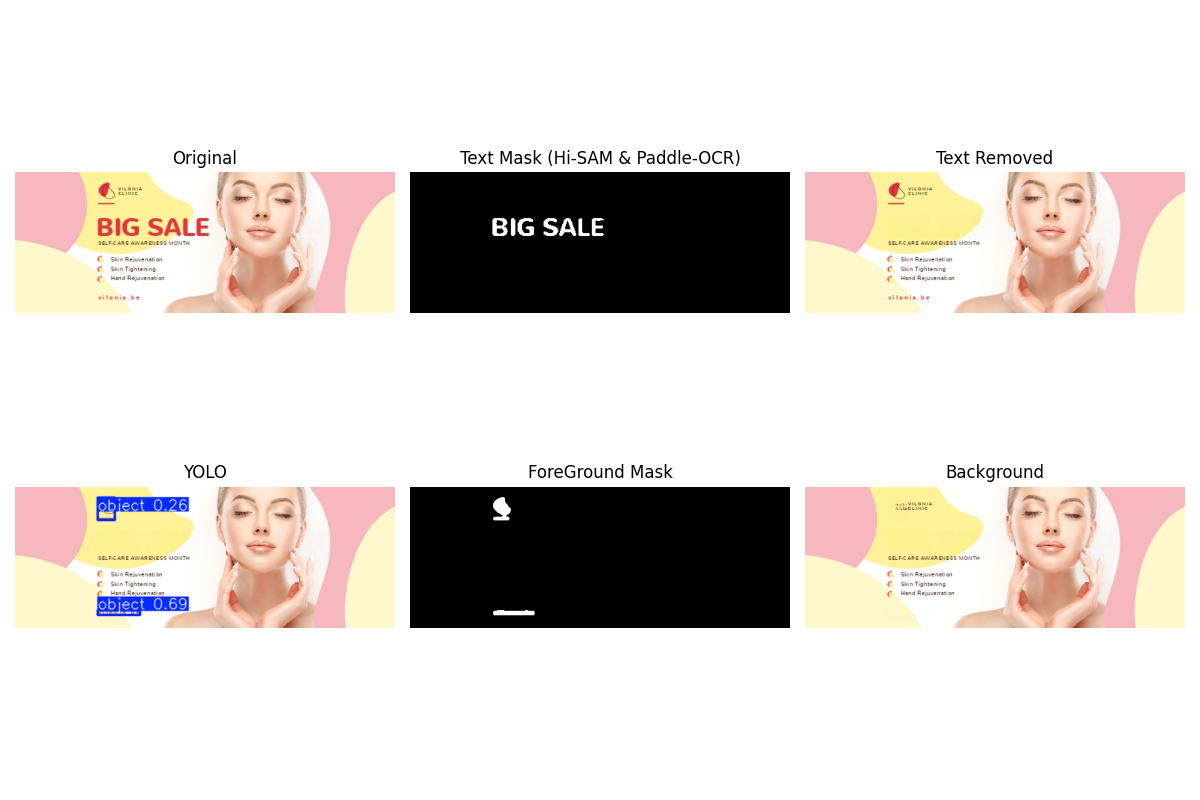 Original
VILONIA
CLINIC
BIG SALE
SELF-CARE AWARENESS MONTH
Skin Rejuvenation
Skin Tightening
Hand Rejuvenation
vilonia.be
Text Mask (Hi-SAM & Paddle-OCR)
BIG SALE
Text Removed
VILONIA
CLINIC
SELF-CARE AWARENESS MONTH
Skin Rejuvenation
Skin Tightening
Hand Rejuvenation
vilonia.be
YOLO
object 0.26
SELF-CARE AWARENESS MONTH
Skin Rejuvenation
Skin Tightening
Hand Rejuvenation
object 0.69
ForeGround Mask
Background
VILONIA
CLINIC
SELF-CARE AWARENESS MONTH
Skin Rejuvenation
Skin Tightening
Hand Rejuvenation